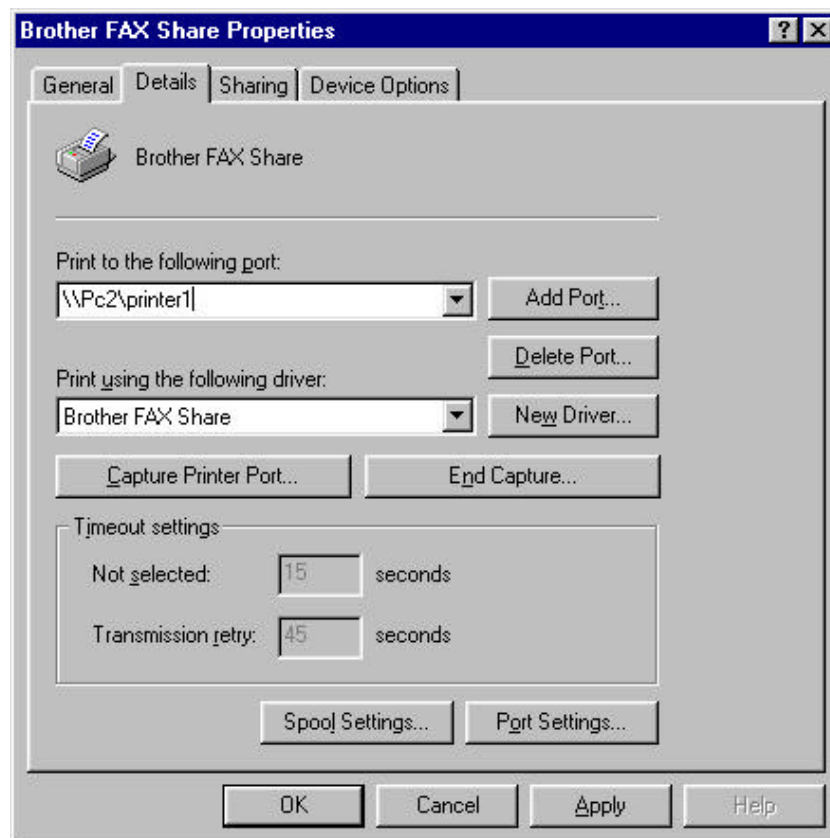 Brother FAX Share Properties
General Details Sharing Device Options
Brother FAX Share
Print to the following port:
\\Pc2\printer1 Add Port...
Delete Port...
Print using the following driver:
Brother FAX Share New Driver...
Capture Printer Port... End Capture...
Timeout settings
Not selected: 15 seconds
Transmission retry: 45 seconds
Spool Settings... Port Settings...
OK Cancel Apply Help